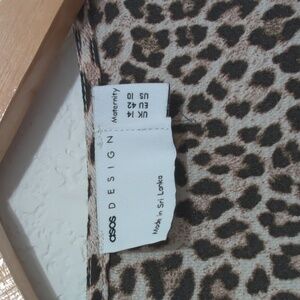 asos DESIGN
Made in Sri Lanka
Maternity
UK 14
EU 42
US 10